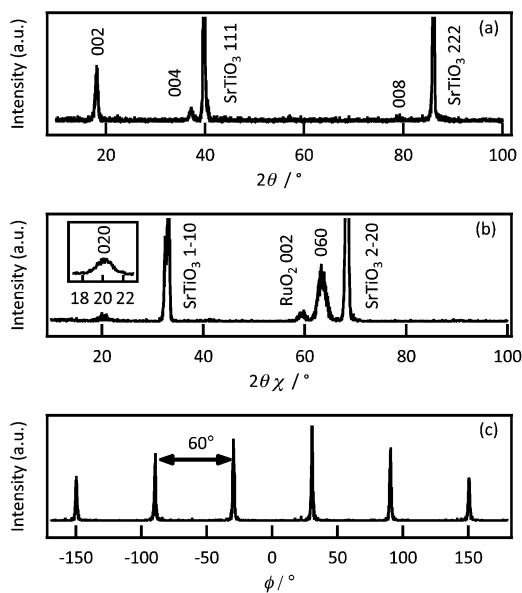 (a)
Intensity (a.u.)
002
004
SrTiO3 111
008
SrTiO3 222
20 40 60 80 100
2θ / °
(b)
Intensity (a.u.)
020
18 20 22
SrTiO3 1-10
RuO2 002
060
SrTiO3 2-20
20 40 60 80 100
2θχ / °
(c)
Intensity (a.u.)
60°
-150 -100 -50 0 50 100 150
ϕ / °